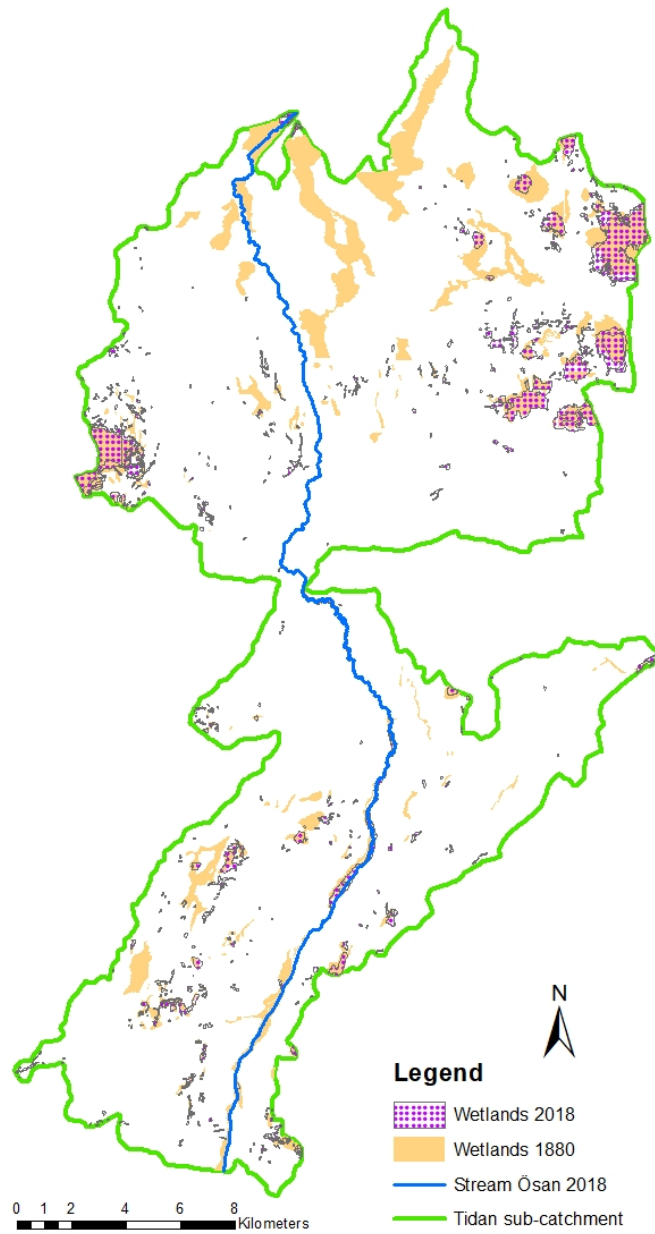 N
Legend
Wetlands 2018
Wetlands 1880
Stream Ösan 2018
Tidan sub-catchment
0 1 2 4 6 8
Kilometers